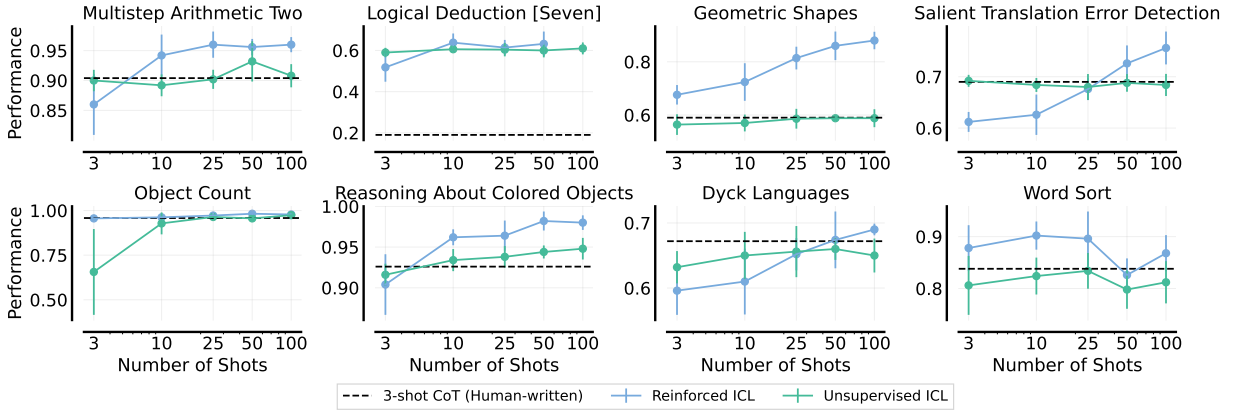 Multistep Arithmetic Two
Performance
0.95
0.90
0.85
3 10 25 50 100
Logical Deduction [Seven]
0.6
0.4
0.2
3 10 25 50 100
Geometric Shapes
0.8
0.6
3 10 25 50 100
Salient Translation Error Detection
0.7
0.6
3 10 25 50 100
Object Count
Performance
1.00
0.75
0.50
3 10 25 50 100
Number of Shots
Reasoning About Colored Objects
1.00
0.95
0.90
3 10 25 50 100
Number of Shots
Dyck Languages
0.7
0.6
3 10 25 50 100
Number of Shots
Word Sort
0.9
0.8
3 10 25 50 100
Number of Shots
3-shot CoT (Human-written)
Reinforced ICL
Unsupervised ICL